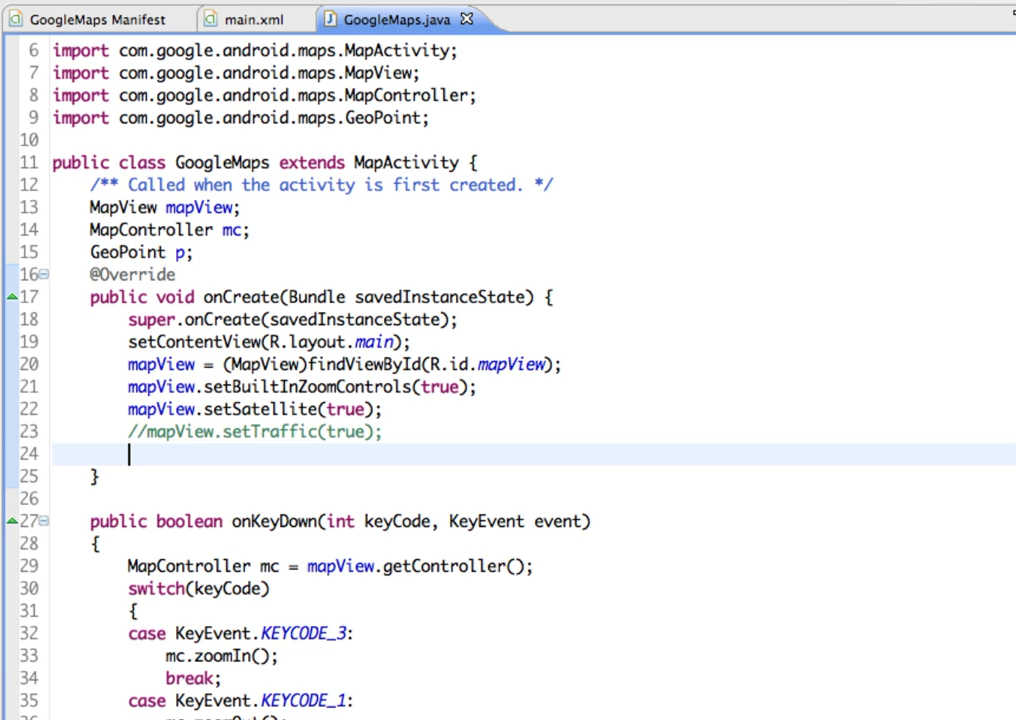 GoogleMaps Manifest
main.xml
GoogleMaps.java
6 import com.google.android.maps.MapActivity;
7 import com.google.android.maps.MapView;
8 import com.google.android.maps.MapController;
9 import com.google.android.maps.GeoPoint;
10
11 public class GoogleMaps extends MapActivity {
12 /** Called when the activity is first created. */
13 MapView mapView;
14 MapController mc;
15 GeoPoint p;
16 @Override
17 public void onCreate(Bundle savedInstanceState) {
18 super.onCreate(savedInstanceState);
19 setContentView(R.layout.main);
20 mapView = (MapView)findViewById(R.id.mapView);
21 mapView.setBuiltInZoomControls(true);
22 mapView.setSatellite(true);
23 //mapView.setTraffic(true);
24
25 }
26
27 public boolean onKeyDown(int keyCode, KeyEvent event)
28 {
29 MapController mc = mapView.getController();
30 switch(keyCode)
31 {
32 case KeyEvent.KEYCODE_3:
33 mc.zoomIn();
34 break;
35 case KeyEvent.KEYCODE_1: